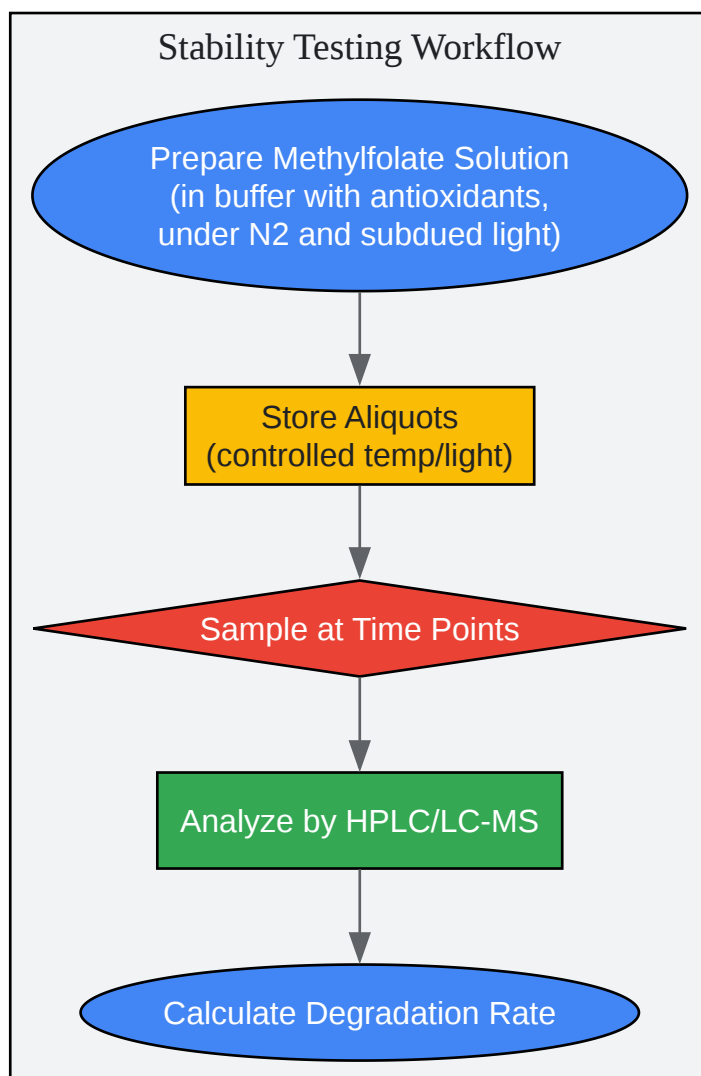 Stability Testing Workflow
Prepare Methylfolate Solution
(in buffer with antioxidants,
under N2 and subdued light)
Store Aliquots
(controlled temp/light)
Sample at Time Points
Analyze by HPLC/LC-MS
Calculate Degradation Rate